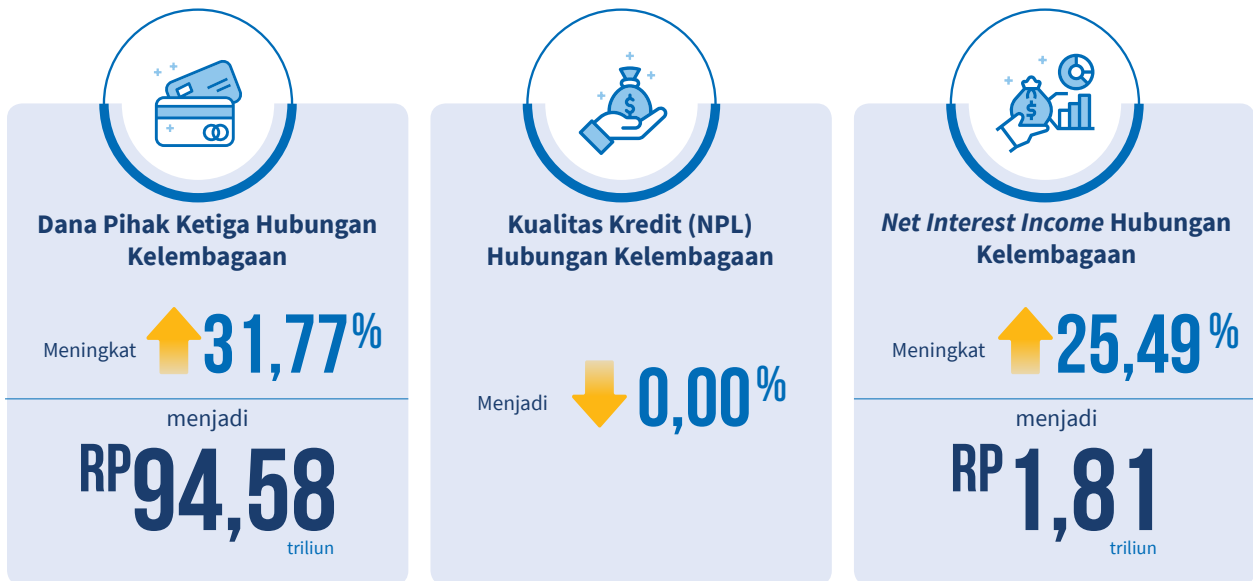 Dana Pihak Ketiga Hubungan
Kelembagaan
Meningkat 31,77%
menjadi
RP94,58
triliun
Kualitas Kredit (NPL)
Hubungan Kelembagaan
Menjadi 0,00%
Net Interest Income Hubungan
Kelembagaan
Meningkat 25,49%
menjadi
RP1,81
triliun